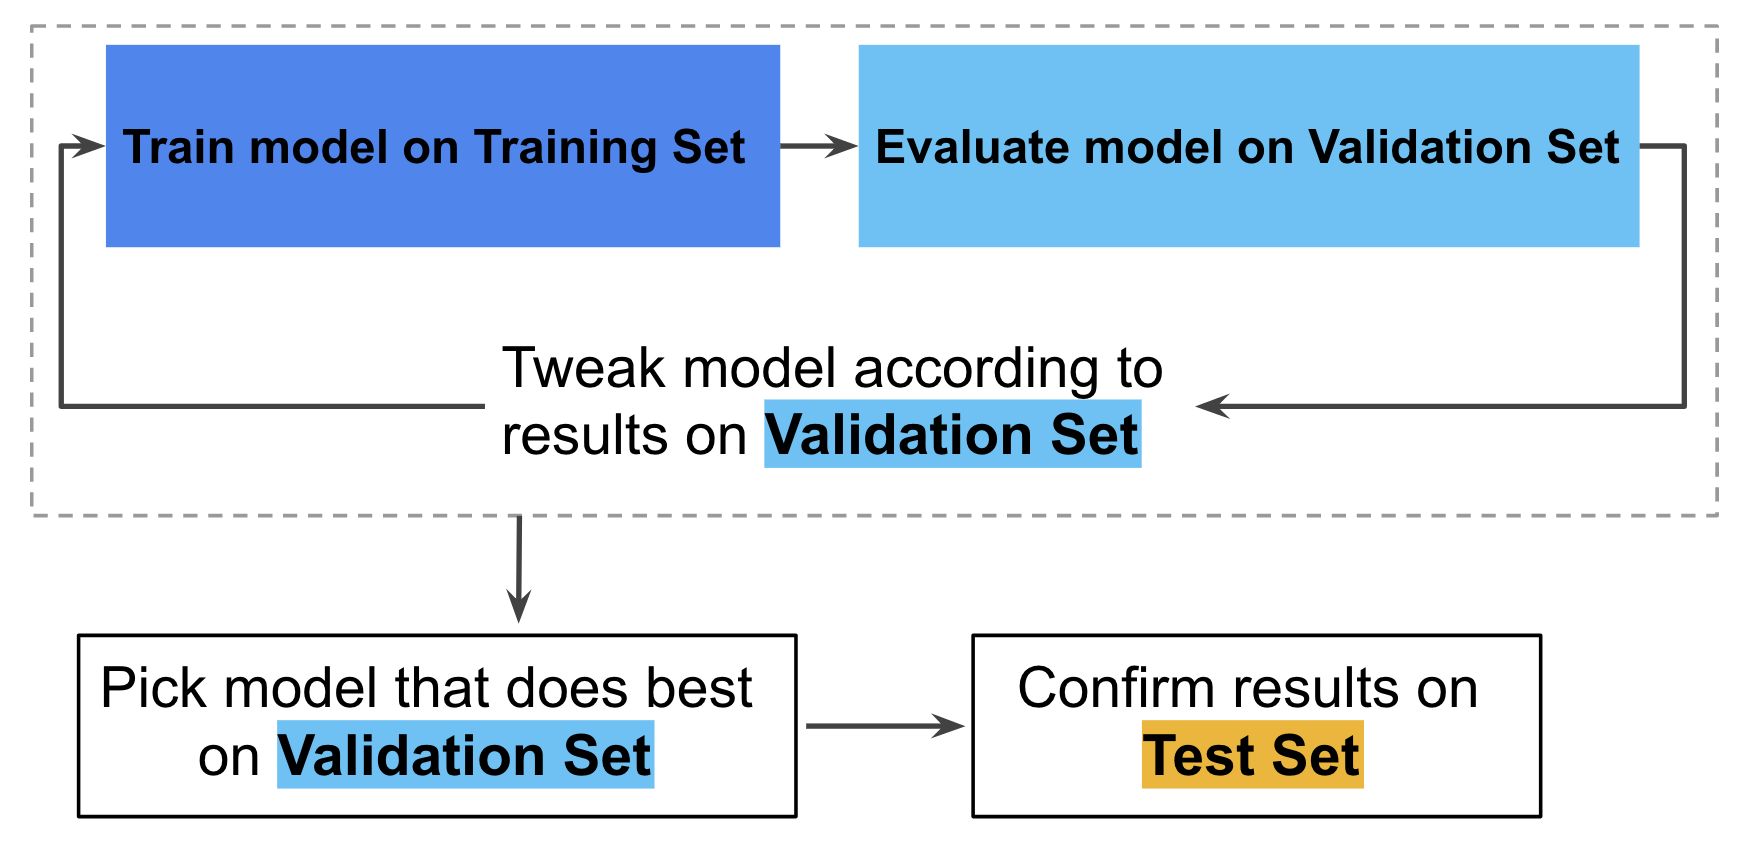 Train model on Training Set
Evaluate model on Validation Set
Tweak model according to
results on Validation Set
Pick model that does best
on Validation Set
Confirm results on
Test Set